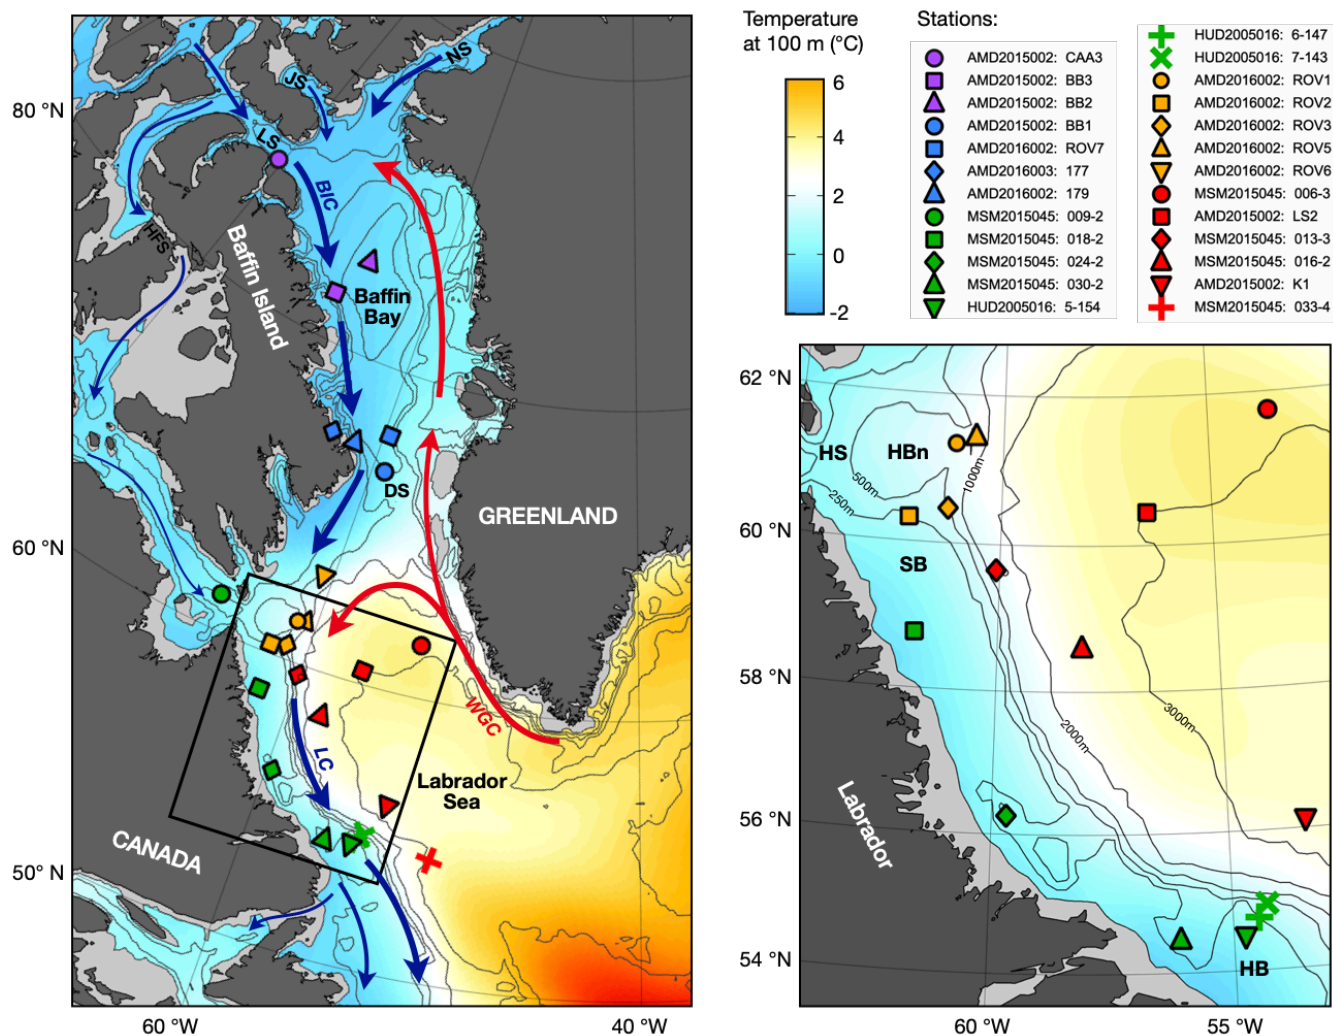 Temperature
at 100 m (°C)
6
4
2
0
-2
Stations:
AMD2015002: CAA3
AMD2015002: BB3
AMD2015002: BB2
AMD2015002: BB1
AMD2016002: ROV7
AMD2016003: 177
AMD2016002: 179
MSM2015045: 009-2
MSM2015045: 018-2
MSM2015045: 024-2
MSM2015045: 030-2
HUD2005016: 5-154
HUD2005016: 6-147
HUD2005016: 7-143
AMD2016002: ROV1
AMD2016002: ROV2
AMD2016002: ROV3
AMD2016002: ROV5
AMD2016002: ROV6
MSM2015045: 006-3
AMD2015002: LS2
MSM2015045: 013-3
MSM2015045: 016-2
AMD2015002: K1
MSM2015045: 033-4
80 °N
60 °N
50 °N
60 °W
40 °W
NS
JS
LS
BIC
HFS
Baffin Island
Baffin
Bay
DS
GREENLAND
WGC
LC
Labrador
Sea
CANADA
62 °N
60 °N
58 °N
56 °N
54 °N
60 °W
55 °W
HS
HBn
500m
250m
1000m
SB
2000m
3000m
Labrador
HB